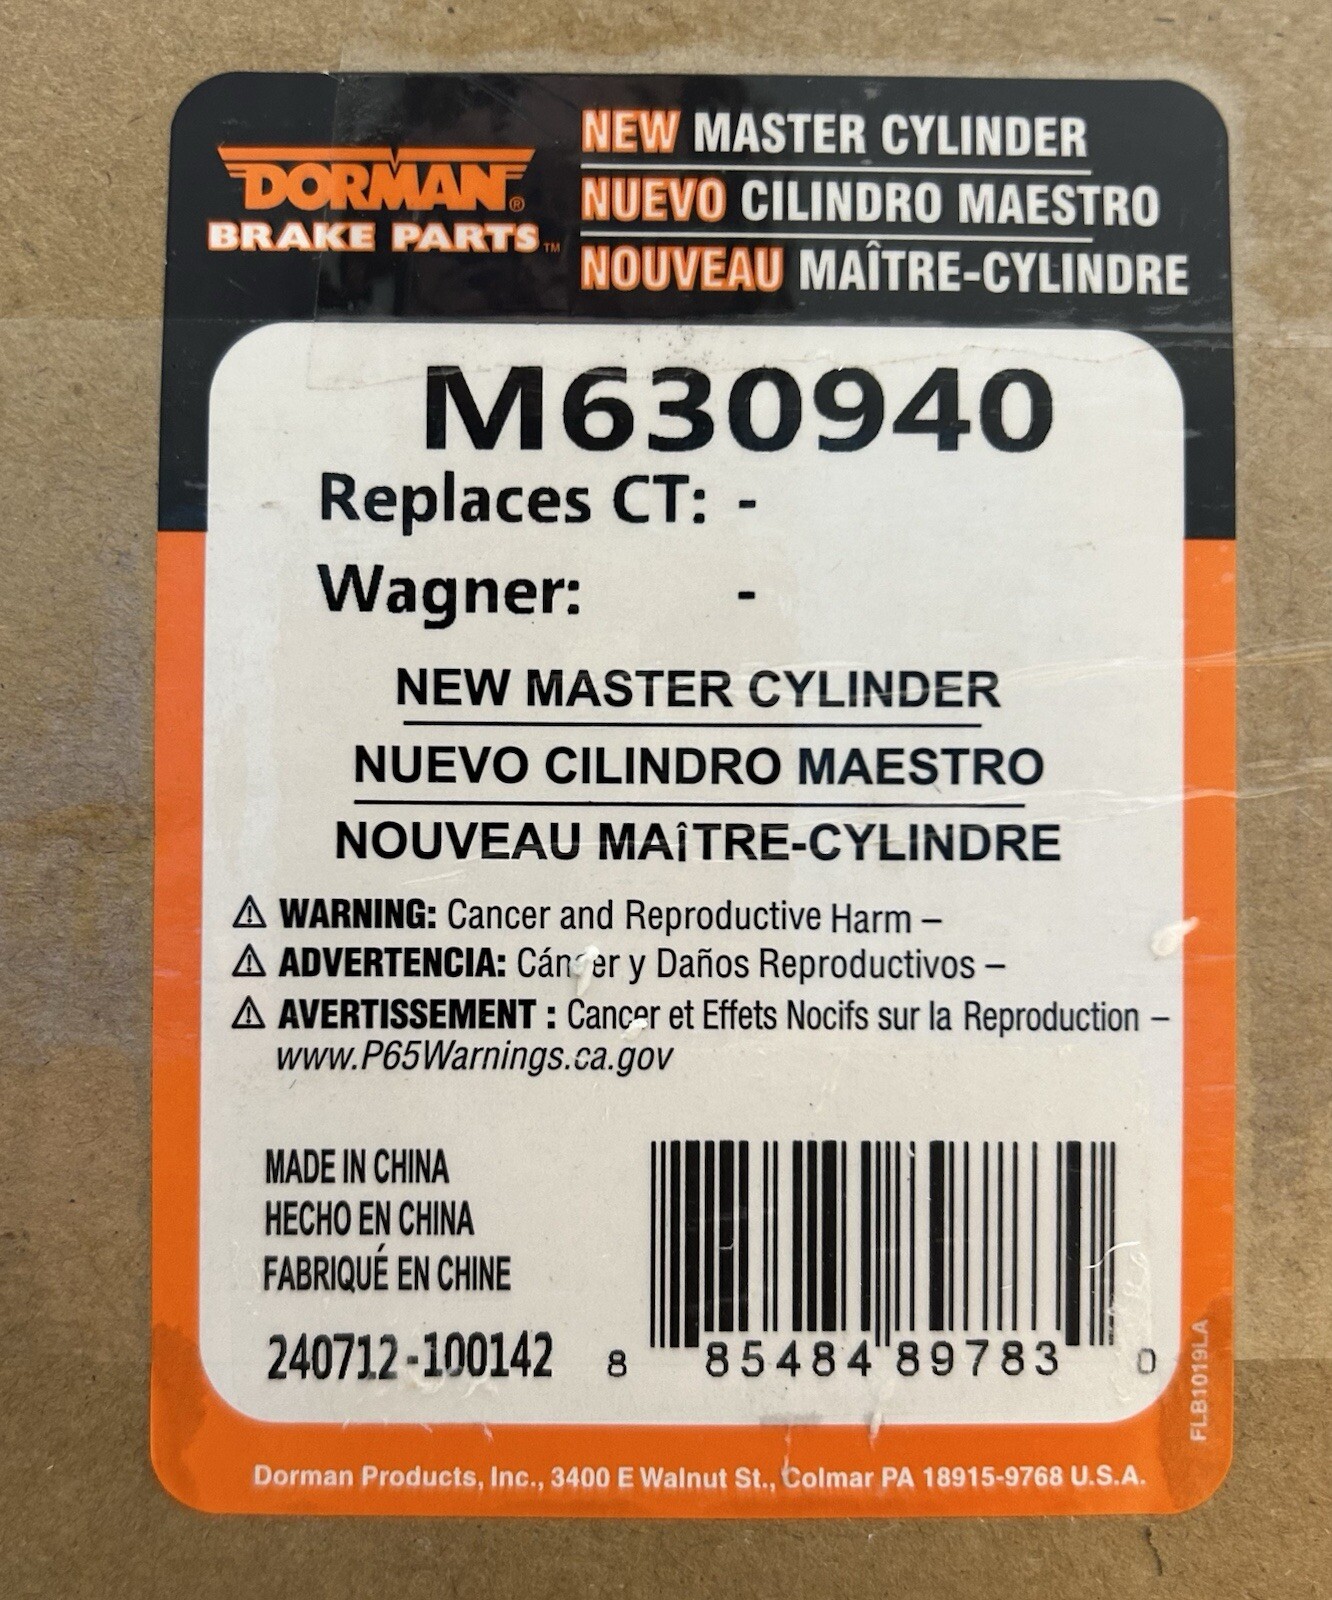 DORMAN®
BRAKE PARTS™
NEW MASTER CYLINDER
NUEVO CILINDRO MAESTRO
NOUVEAU MAÎTRE-CYLINDRE
M630940
Replaces CT: -
Wagner: -
NEW MASTER CYLINDER
NUEVO CILINDRO MAESTRO
NOUVEAU MAîTRE-CYLINDRE
⚠ WARNING: Cancer and Reproductive Harm –
⚠ ADVERTENCIA: Cáncer y Daños Reproductivos –
⚠ AVERTISSEMENT : Cancer et Effets Nocifs sur la Reproduction –
www.P65Warnings.ca.gov
MADE IN CHINA
HECHO EN CHINA
FABRIQUÉ EN CHINE
240712-100142
8 85484 89783 0
FLB1019LA
Dorman Products, Inc., 3400 E Walnut St., Colmar PA 18915-9768 U.S.A.